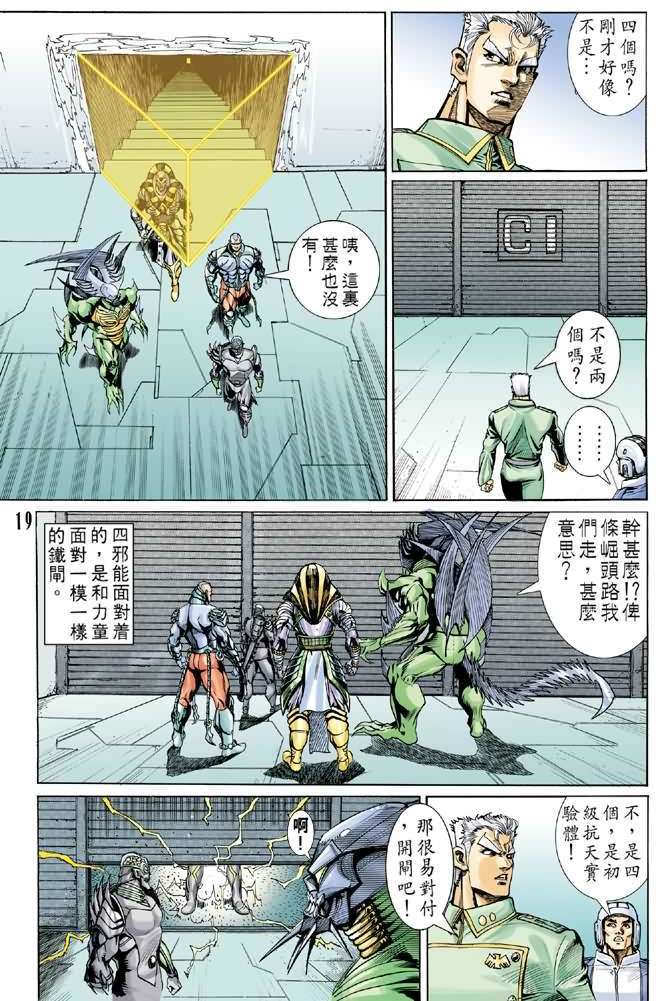 四個嗎？
剛才好像
不是…
咦，這裏
甚麼也沒
有！
C1
不是兩
個嗎？
……
19
幹甚麼!?俾
條崛頭路我
們走，甚麼
意思？
四邪能面對着
的，是和力童
面對一模一樣
的鐵閘。
不，是四
個，是初
級抗天實
驗體！
那很易對付
，開閘吧！
啊！